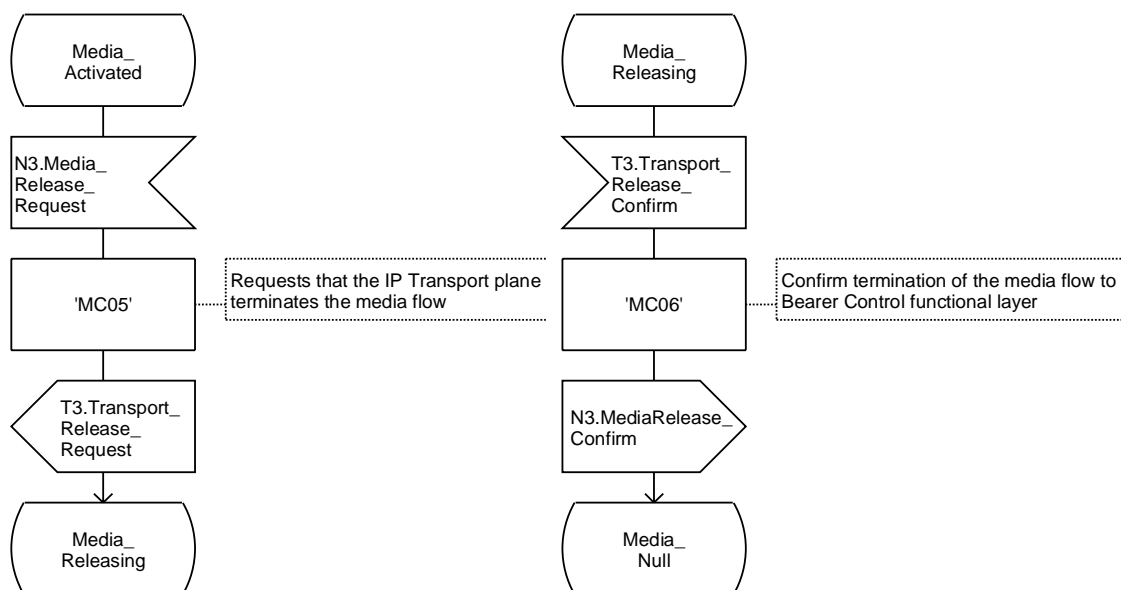 Media_
Activated
N3.Media_
Release_
Request
'MC05'
Requests that the IP Transport plane
terminates the media flow
T3.Transport_
Release_
Request
Media_
Releasing
Media_
Releasing
T3.Transport_
Release_
Confirm
'MC06'
Confirm termination of the media flow to
Bearer Control functional layer
N3.MediaRelease_
Confirm
Media_
Null